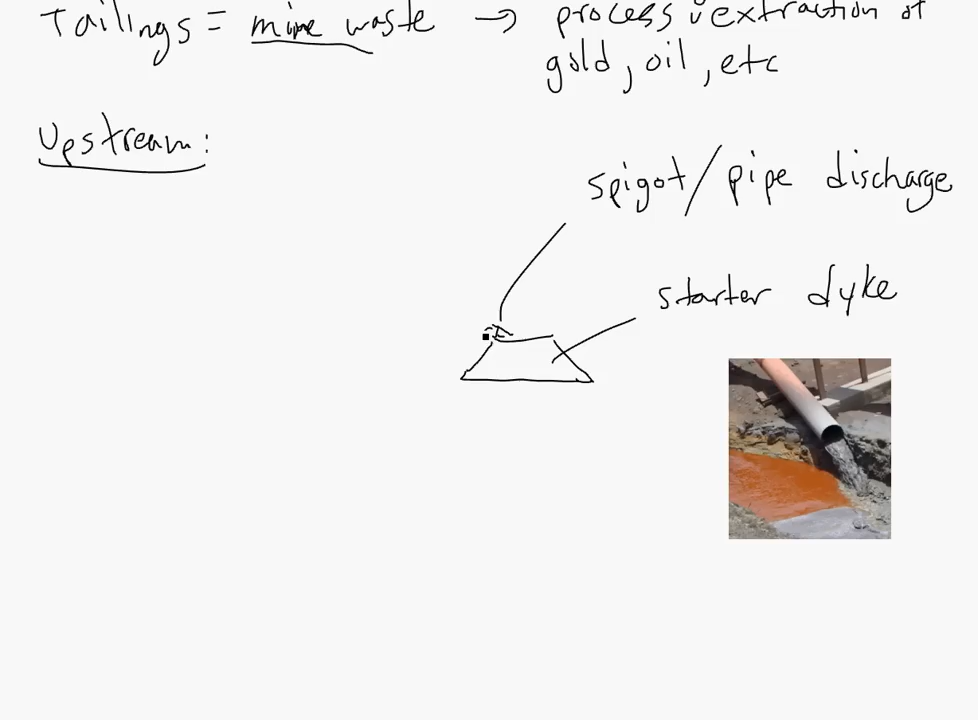 Tailings = mine waste → process extraction of
gold, oil, etc
Upstream:
spigot/pipe discharge
starter dyke